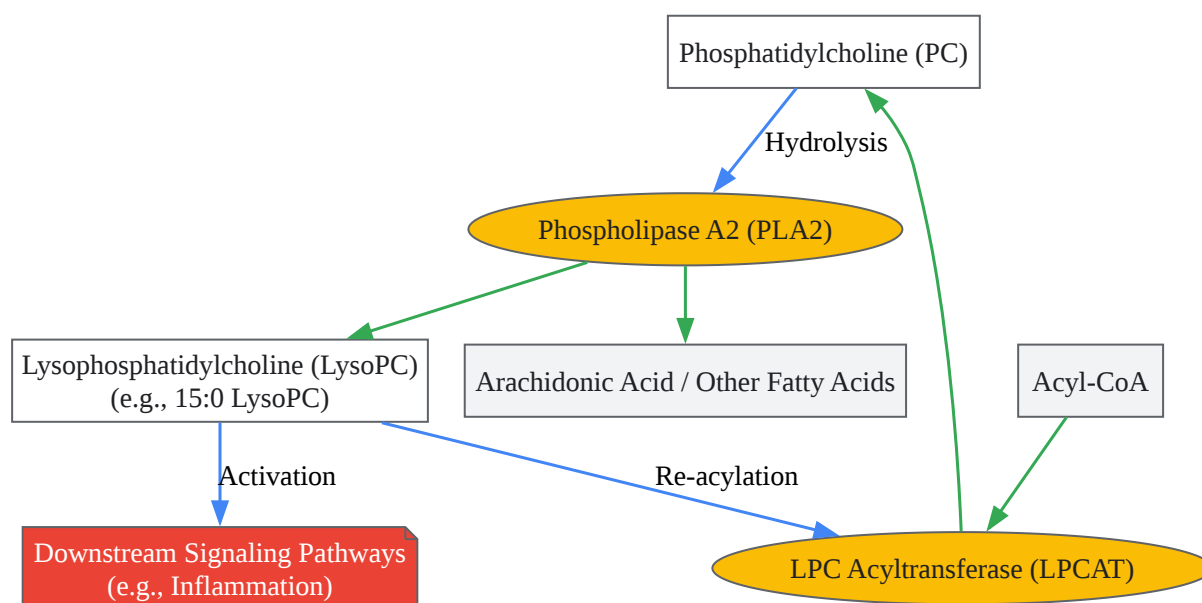 Phosphatidylcholine (PC)
Hydrolysis
Phospholipase A2 (PLA2)
Lysophosphatidylcholine (LysoPC)
(e.g., 15:0 LysoPC)
Arachidonic Acid / Other Fatty Acids
Acyl-CoA
Activation
Re-acylation
Downstream Signaling Pathways
(e.g., Inflammation)
LPC Acyltransferase (LPCAT)